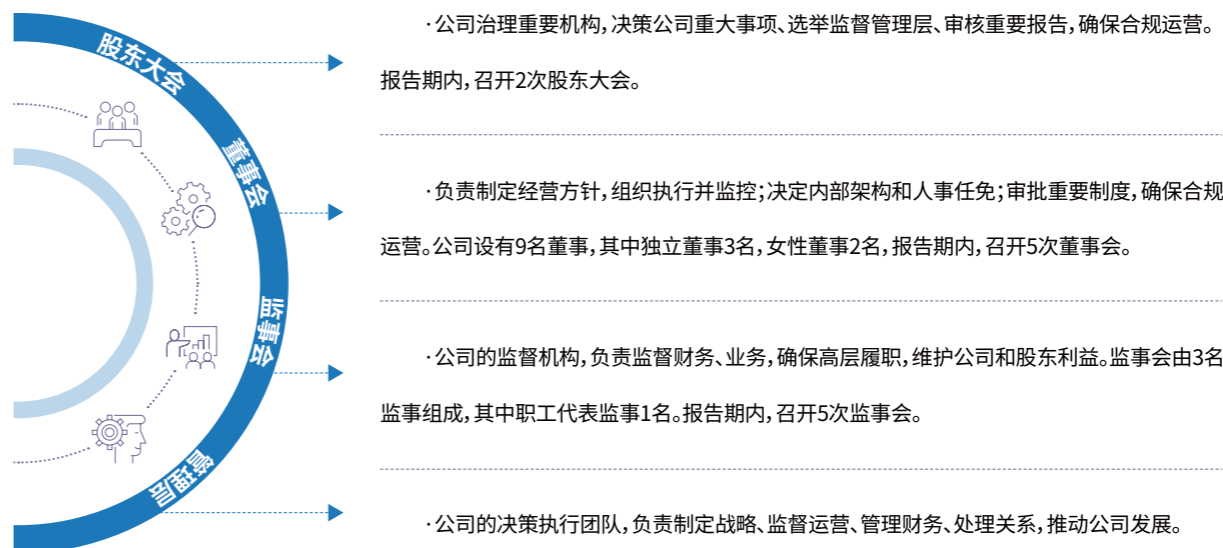 股东大会
·公司治理重要机构，决策公司重大事项、选举监督管理层、审核重要报告，确保合规运营。
报告期内，召开2次股东大会。
董事会
·负责制定经营方针，组织执行并监控；决定内部架构和人事任免；审批重要制度，确保合规
运营。公司设有9名董事，其中独立董事3名，女性董事2名，报告期内，召开5次董事会。
监事会
·公司的监督机构，负责监督财务、业务，确保高层履职，维护公司和股东利益。监事会由3名
监事组成，其中职工代表监事1名。报告期内，召开5次监事会。
管理层
·公司的决策执行团队，负责制定战略、监督运营、管理财务、处理关系，推动公司发展。